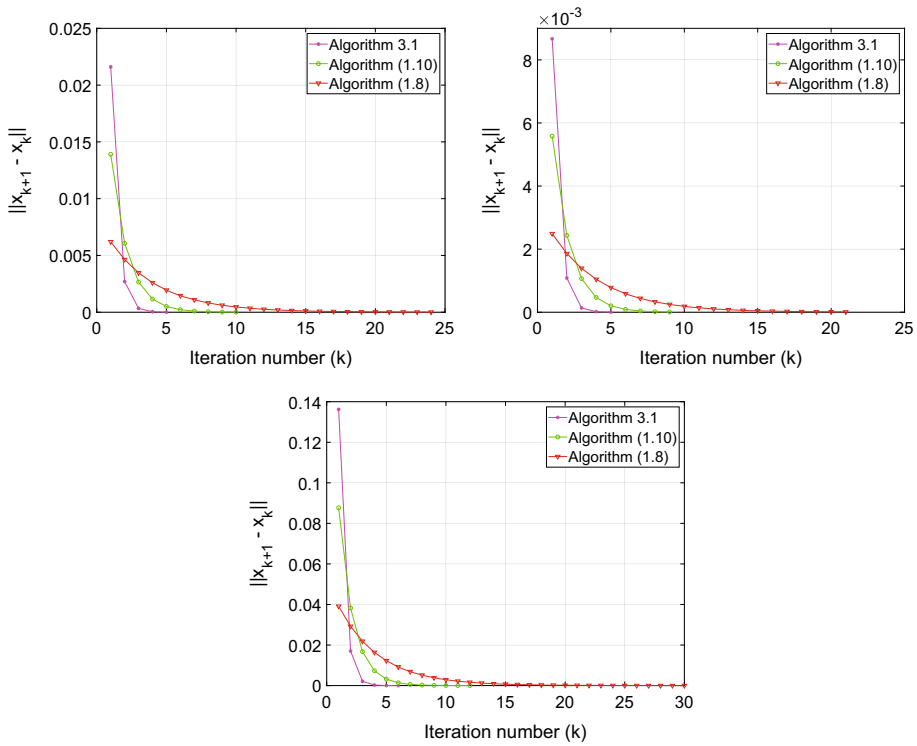 0.025
0.02
0.015
0.01
0.005
0
0 5 10 15 20 25
||x_{k+1} - x_k||
Iteration number (k)
Algorithm 3.1
Algorithm (1.10)
Algorithm (1.8)
×10^{-3}
8
6
4
2
0
0 5 10 15 20 25
||x_{k+1} - x_k||
Iteration number (k)
Algorithm 3.1
Algorithm (1.10)
Algorithm (1.8)
0.14
0.12
0.1
0.08
0.06
0.04
0.02
0
0 5 10 15 20 25 30
||x_{k+1} - x_k||
Iteration number (k)
Algorithm 3.1
Algorithm (1.10)
Algorithm (1.8)